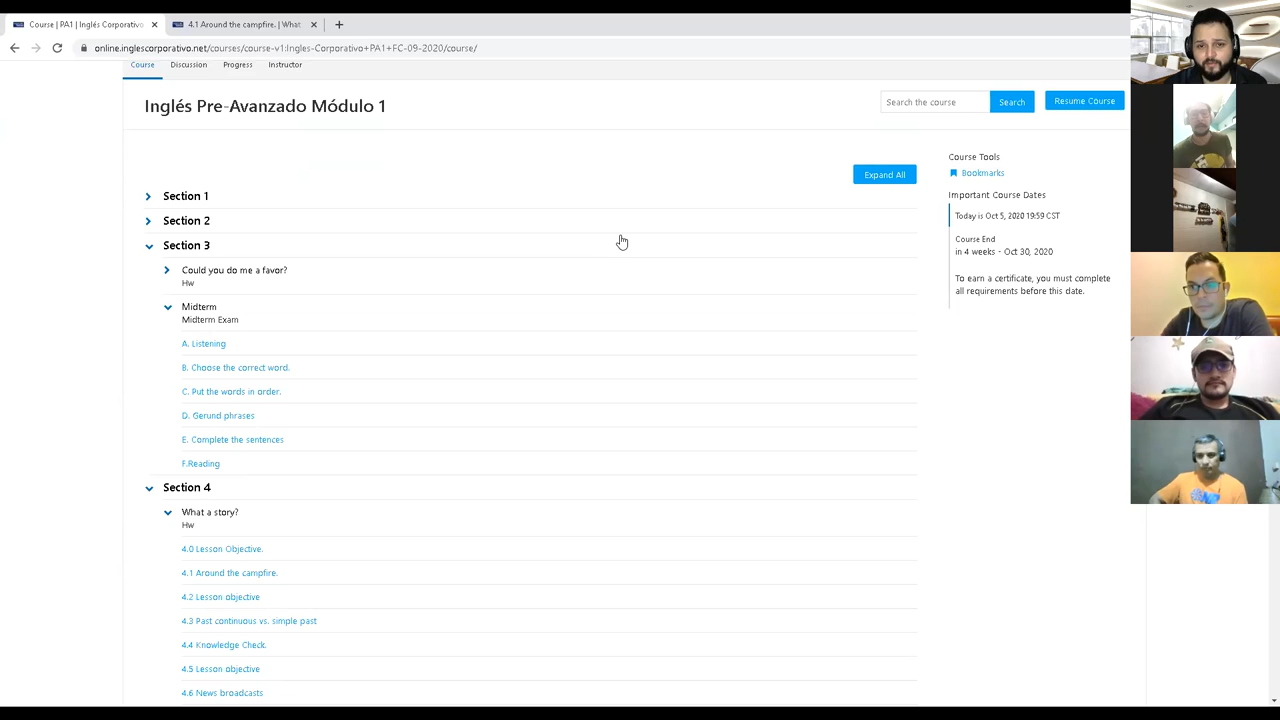 Course | PA1 | Inglés Corporativo
4.1 Around the campfire. | What
online.inglescorporativo.net/courses/course-v1:Ingles-Corporativo+PA1+FC-09-2020/course/
Course
Discussion
Progress
Instructor
Inglés Pre-Avanzado Módulo 1
Search the course
Search
Resume Course
Course Tools
Bookmarks
Expand All
Important Course Dates
Section 1
Today is Oct 5, 2020 19:59 CST
Section 2
Course End
Section 3
in 4 weeks - Oct 30, 2020
Could you do me a favor?
To earn a certificate, you must complete
Hw
all requirements before this date.
Midterm
Midterm Exam
A. Listening
B. Choose the correct word.
C. Put the words in order.
D. Gerund phrases
E. Complete the sentences
F.Reading
Section 4
What a story?
Hw
4.0 Lesson Objective.
4.1 Around the campfire.
4.2 Lesson objective
4.3 Past continuous vs. simple past
4.4 Knowledge Check.
4.5 Lesson objective
4.6 News broadcasts